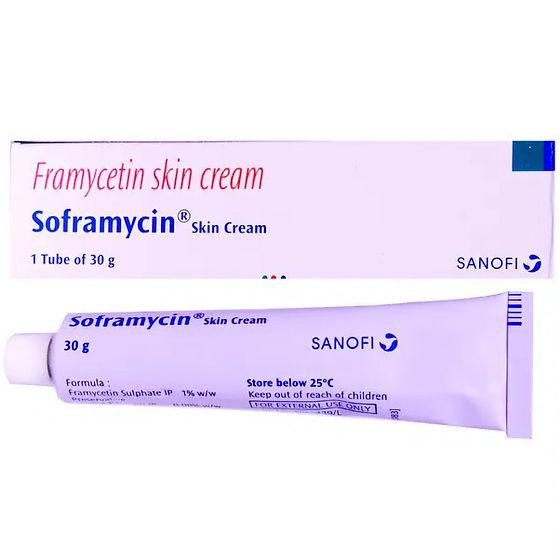 Framycetin skin cream
Soframycin® Skin Cream
1 Tube of 30 g
SANOFI
Soframycin® Skin Cream
30 g
SANOFI
Formula :
Framycetin Sulphate IP 1% w/w
Store below 25°C
Keep out of reach of children
FOR EXTERNAL USE ONLY